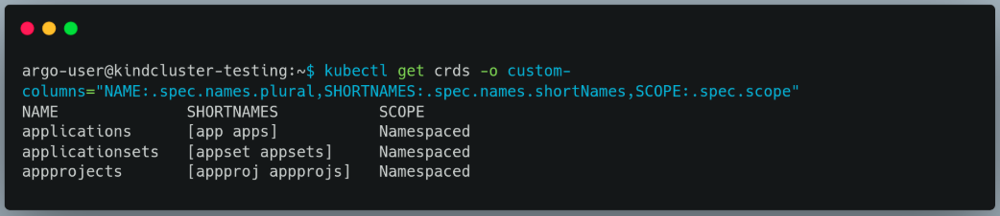 argo-user@kindcluster-testing:~$ kubectl get crds -o custom-
columns="NAME:.spec.names.plural,SHORTNAMES:.spec.names.shortNames,SCOPE:.spec.scope"
NAME              SHORTNAMES           SCOPE
applications      [app apps]           Namespaced
applicationsets   [appset appsets]     Namespaced
appprojects       [appproj appprojs]   Namespaced